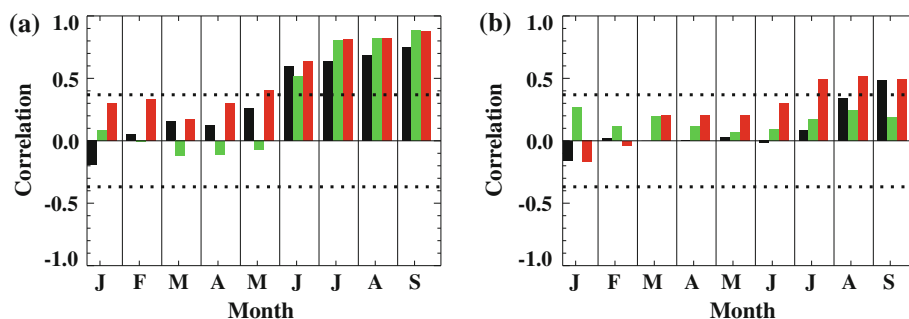 (a)
Correlation
1.0
0.5
0.0
-0.5
-1.0
J F M A M J J A S
Month
(b)
Correlation
1.0
0.5
0.0
-0.5
-1.0
J F M A M J J A S
Month